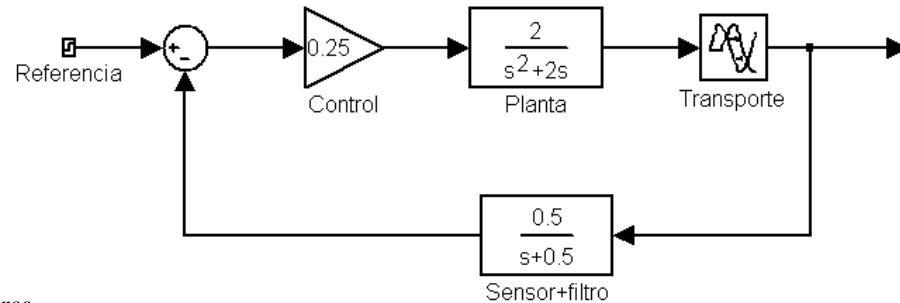 Referencia
+
-
0.25
Control
2
s²+2s
Planta
Transporte
0.5
s+0.5
Sensor+filtro